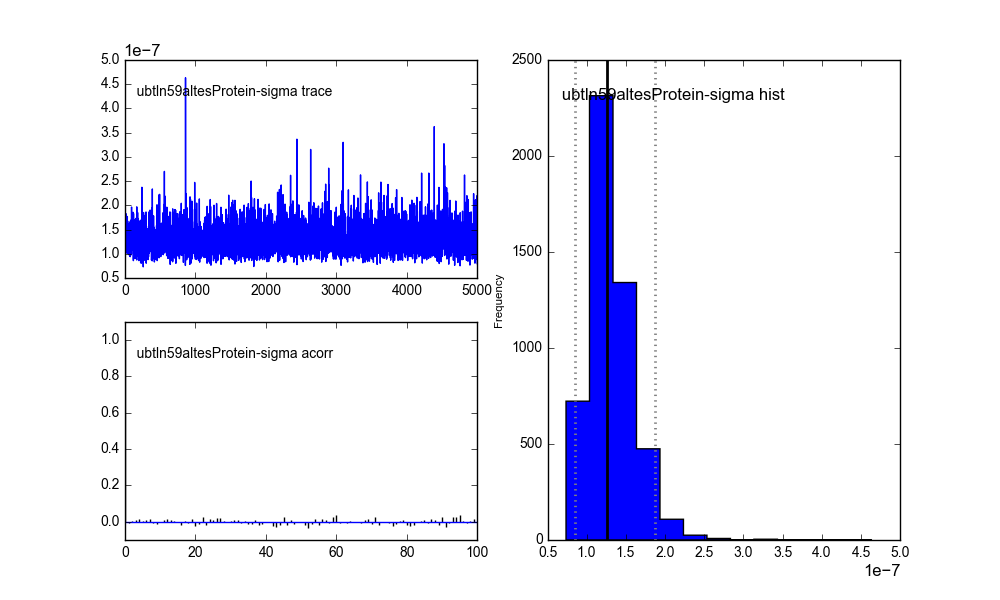 1e−7
5.0
4.5
4.0
3.5
3.0
2.5
2.0
1.5
1.0
0.5
ubtln59altesProtein-sigma trace
0 1000 2000 3000 4000 5000
1.0
0.8
0.6
0.4
0.2
0.0
ubtln59altesProtein-sigma acorr
0 20 40 60 80 100
Frequency
2500
2000
1500
1000
500
0
ubtln59altesProtein-sigma hist
0.5 1.0 1.5 2.0 2.5 3.0 3.5 4.0 4.5 5.0
1e−7